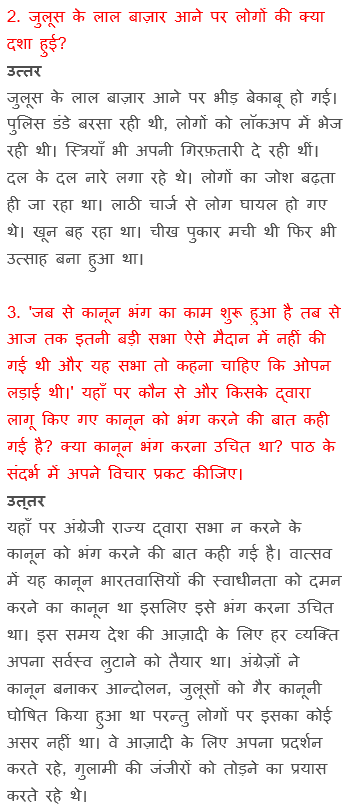 2. जुलूस के लाल बाज़ार आने पर लोगों की क्या
दशा हुई?
उत्तर
जुलूस के लाल बाज़ार आने पर भीड़ बेकाबू हो गई।
पुलिस डंडे बरसा रही थी, लोगों को लॉकअप में भेज
रही थी। स्त्रियाँ भी अपनी गिरफ़तारी दे रही थीं।
दल के दल नारे लगा रहे थे। लोगों का जोश बढ़ता
ही जा रहा था। लाठी चार्ज से लोग घायल हो गए
थे। खून बह रहा था। चीख पुकार मची थी फिर भी
उत्साह बना हुआ था।
3. 'जब से कानून भंग का काम शुरू हुआ है तब से
आज तक इतनी बड़ी सभा ऐसे मैदान में नहीं की
गई थी और यह सभा तो कहना चाहिए कि ओपन
लड़ाई थी।' यहाँ पर कौन से और किसके द्वारा
लागू किए गए कानून को भंग करने की बात कही
गई है? क्या कानून भंग करना उचित था? पाठ के
संदर्भ में अपने विचार प्रकट कीजिए।
उत्तर
यहाँ पर अंग्रेजी राज्य द्वारा सभा न करने के
कानून को भंग करने की बात कही गई है। वात्सव
में यह कानून भारतवासियों की स्वाधीनता को दमन
करने का कानून था इसलिए इसे भंग करना उचित
था। इस समय देश की आज़ादी के लिए हर व्यक्ति
अपना सर्वस्व लुटाने को तैयार था। अंग्रेज़ों ने
कानून बनाकर आन्दोलन, जुलूसों को गैर कानूनी
घोषित किया हुआ था परन्तु लोगों पर इसका कोई
असर नहीं था। वे आज़ादी के लिए अपना प्रदर्शन
करते रहे, गुलामी की जंजीरों को तोड़ने का प्रयास
करते रहे थे।